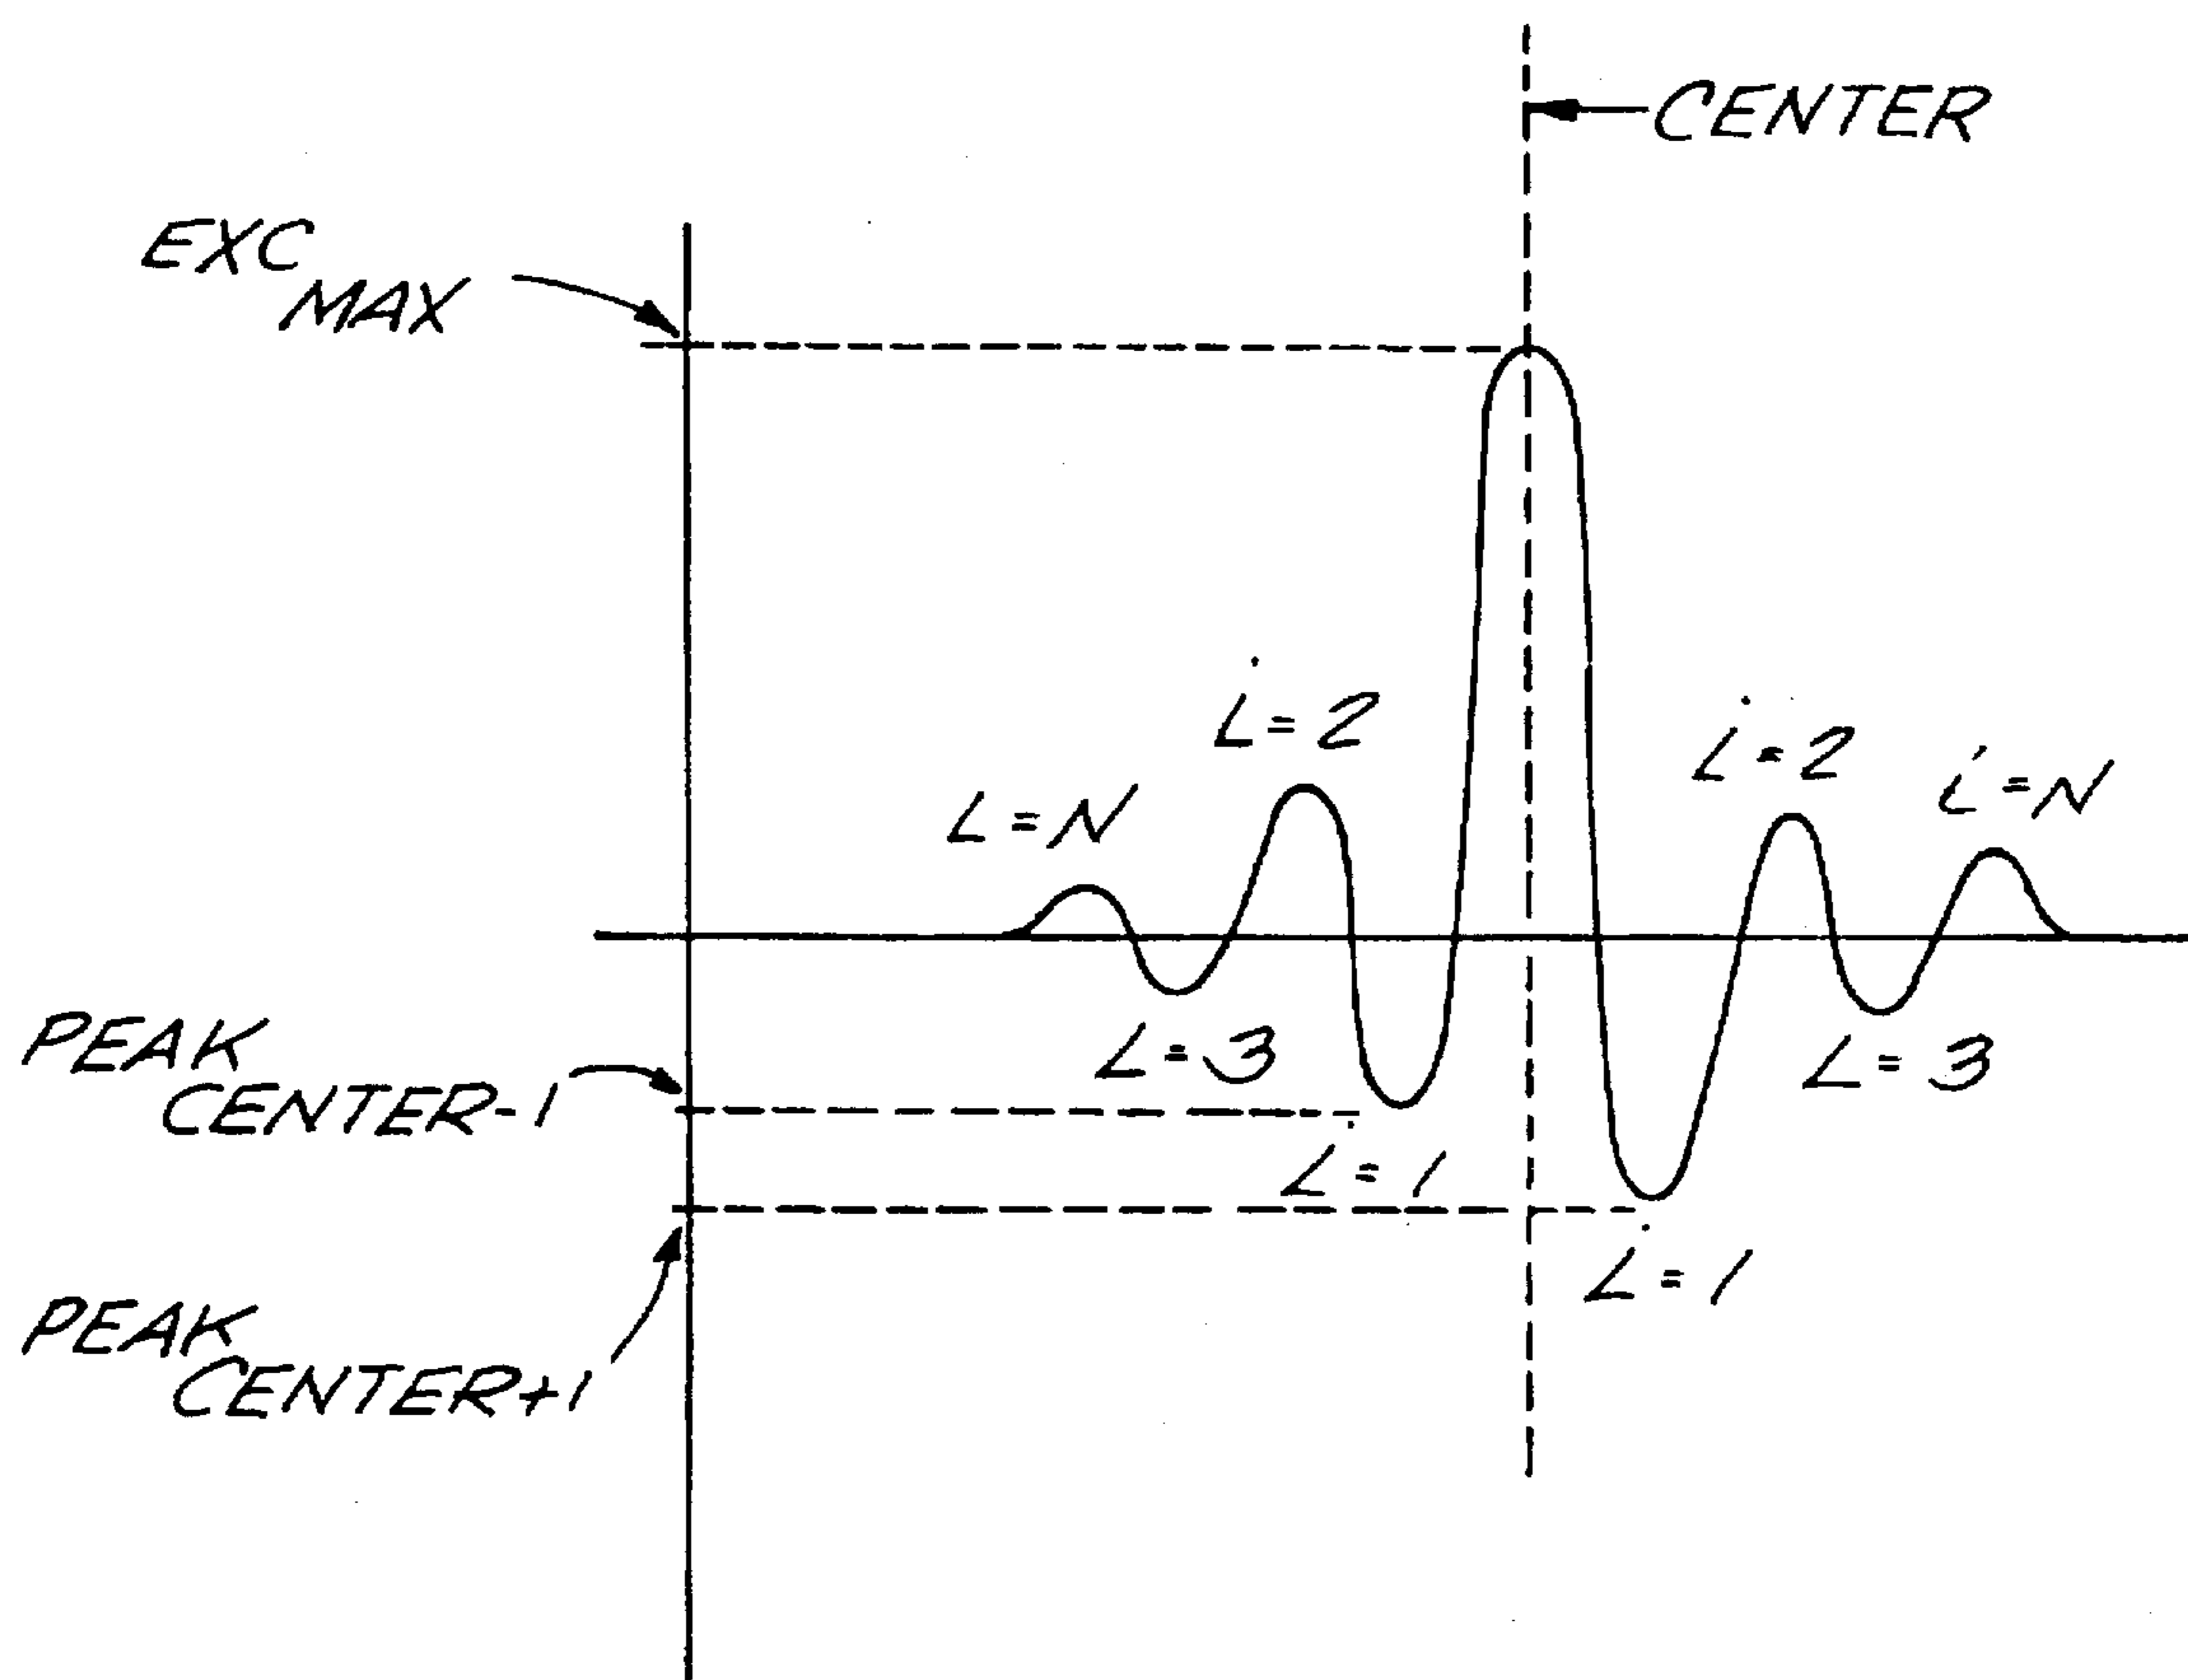 CENTER
EXC
MAX
i=2
i=2
i=N
i=N
PEAK
CENTER-1
i=3
i=3
i=1
i=1
PEAK
CENTER+1